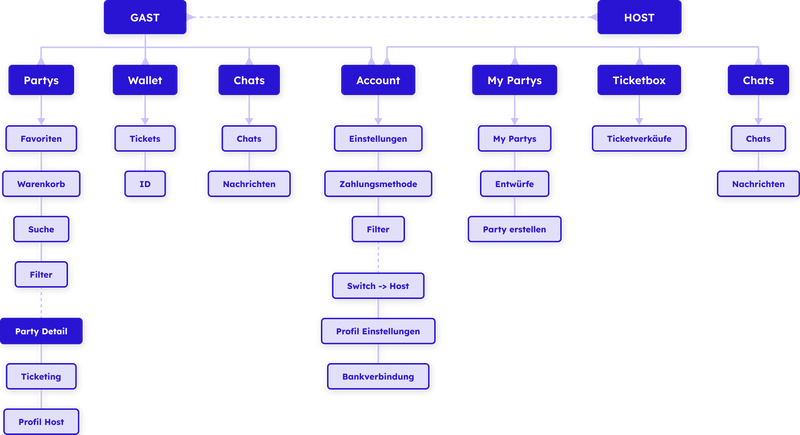 GAST
HOST
Partys
Wallet
Chats
Account
My Partys
Ticketbox
Chats
Favoriten
Tickets
Chats
Einstellungen
My Partys
Ticketverkäufe
Chats
Warenkorb
ID
Nachrichten
Zahlungsmethode
Entwürfe
Nachrichten
Suche
Filter
Party erstellen
Filter
Switch -> Host
Party Detail
Profil Einstellungen
Ticketing
Bankverbindung
Profil Host